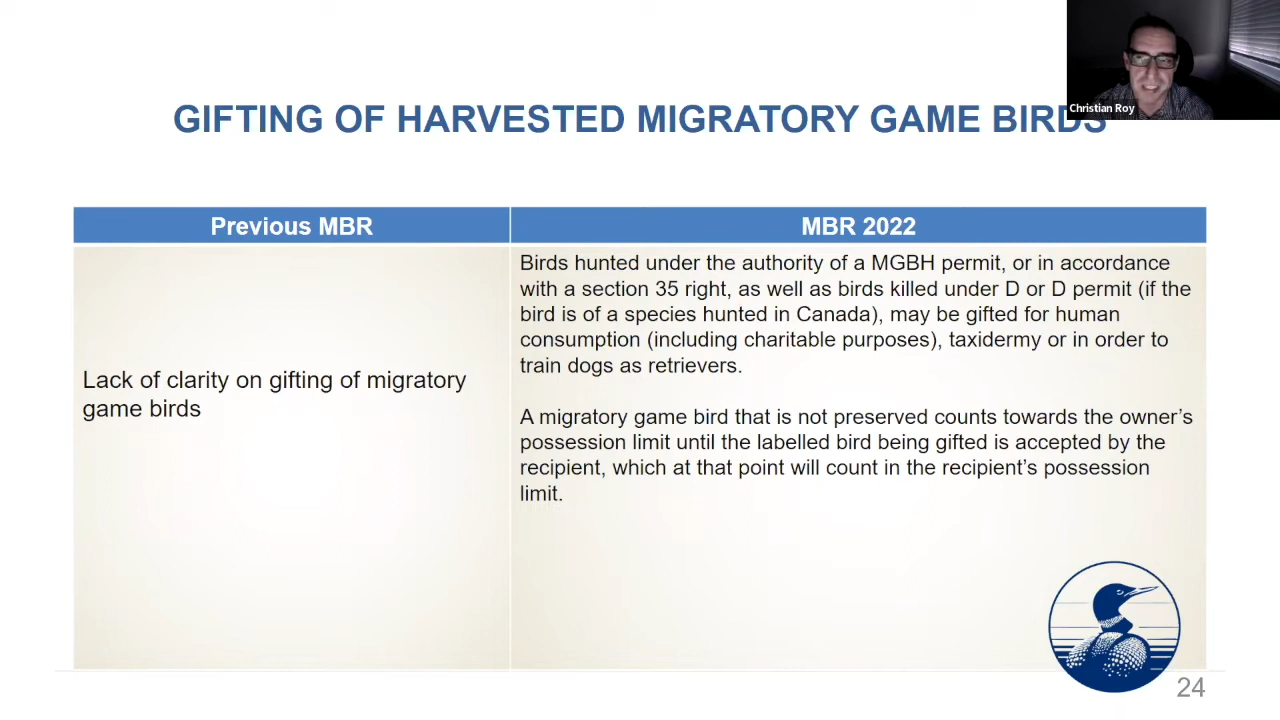 Christian Roy
GIFTING OF HARVESTED MIGRATORY GAME BIRDS
Previous MBR
MBR 2022
Lack of clarity on gifting of migratory
game birds
Birds hunted under the authority of a MGBH permit, or in accordance
with a section 35 right, as well as birds killed under D or D permit (if the
bird is of a species hunted in Canada), may be gifted for human
consumption (including charitable purposes), taxidermy or in order to
train dogs as retrievers.
A migratory game bird that is not preserved counts towards the owner’s
possession limit until the labelled bird being gifted is accepted by the
recipient, which at that point will count in the recipient’s possession
limit.
24